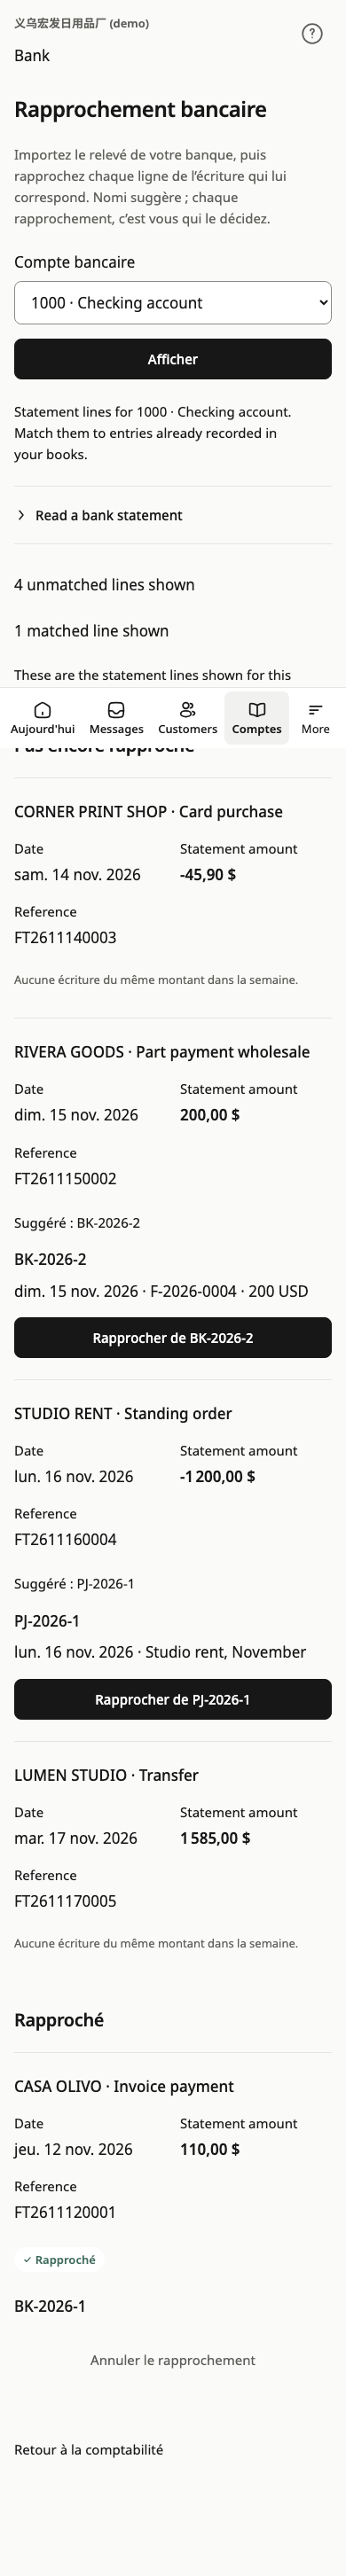 义乌宏发日用品厂 (demo)
Bank
Rapprochement bancaire
Importez le relevé de votre banque, puis
rapprochez chaque ligne de l’écriture qui lui
correspond. Nomi suggère ; chaque
rapprochement, c’est vous qui le décidez.
Compte bancaire
1000 · Checking account
Afficher
Statement lines for 1000 · Checking account.
Match them to entries already recorded in
your books.
Read a bank statement
4 unmatched lines shown
1 matched line shown
These are the statement lines shown for this
Aujourd'hui Messages Customers Comptes More
Pas encore rapproché
CORNER PRINT SHOP · Card purchase
Date Statement amount
sam. 14 nov. 2026 -45,90 $
Reference
FT2611140003
Aucune écriture du même montant dans la semaine.
RIVERA GOODS · Part payment wholesale
Date Statement amount
dim. 15 nov. 2026 200,00 $
Reference
FT2611150002
Suggéré : BK-2026-2
BK-2026-2
dim. 15 nov. 2026 · F-2026-0004 · 200 USD
Rapprocher de BK-2026-2
STUDIO RENT · Standing order
Date Statement amount
lun. 16 nov. 2026 -1 200,00 $
Reference
FT2611160004
Suggéré : PJ-2026-1
PJ-2026-1
lun. 16 nov. 2026 · Studio rent, November
Rapprocher de PJ-2026-1
LUMEN STUDIO · Transfer
Date Statement amount
mar. 17 nov. 2026 1 585,00 $
Reference
FT2611170005
Aucune écriture du même montant dans la semaine.
Rapproché
CASA OLIVO · Invoice payment
Date Statement amount
jeu. 12 nov. 2026 110,00 $
Reference
FT2611120001
Rapproché
BK-2026-1
Annuler le rapprochement
Retour à la comptabilité